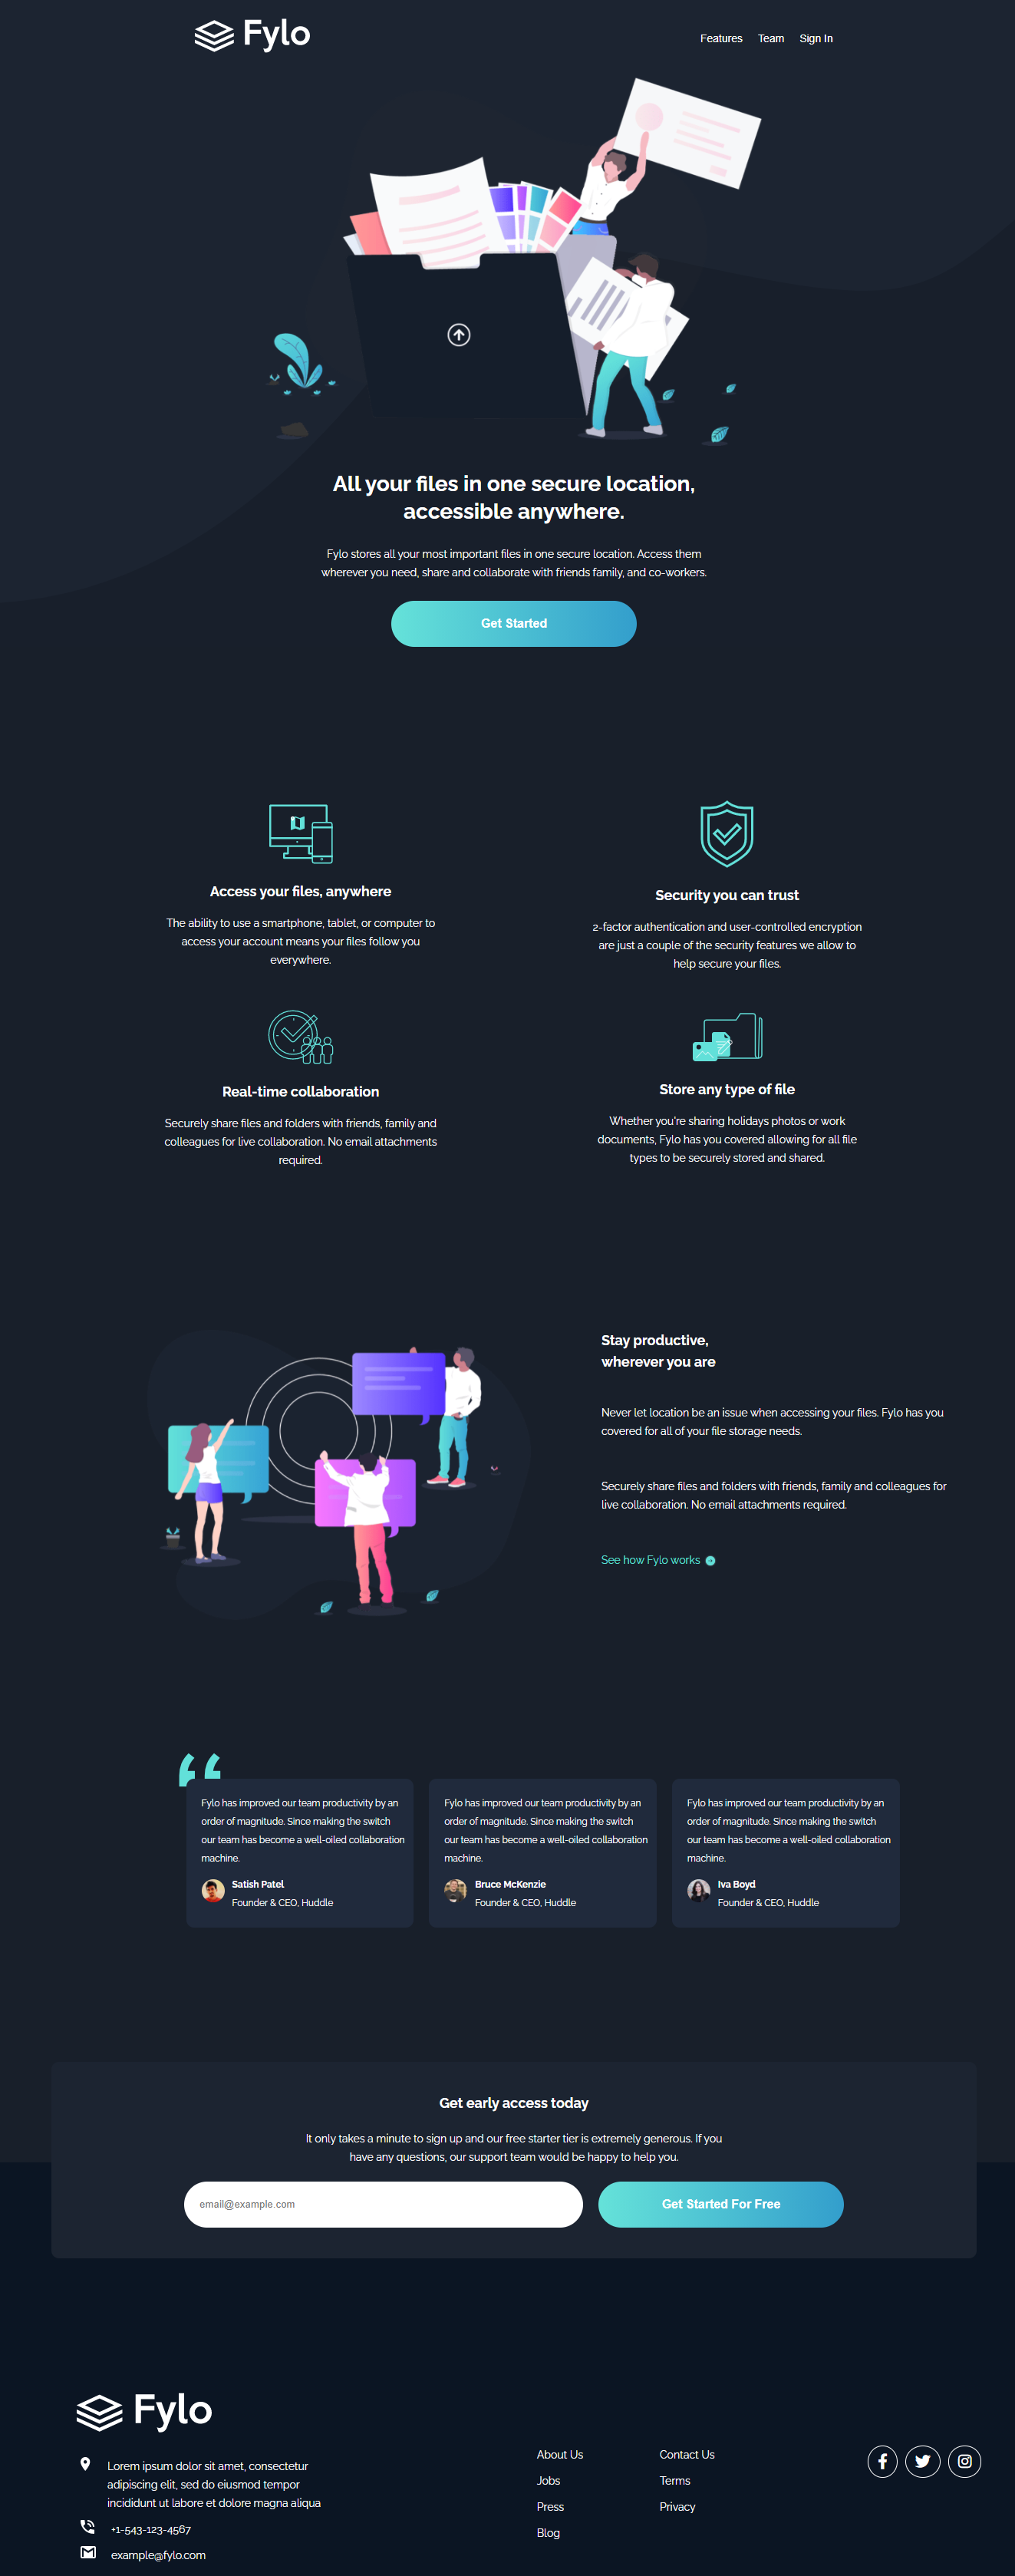 Fylo
Features Team Sign In
All your files in one secure location,
accessible anywhere.
Fylo stores all your most important files in one secure location. Access them
wherever you need, share and collaborate with friends family, and co-workers.
Get Started
Access your files, anywhere
The ability to use a smartphone, tablet, or computer to
access your account means your files follow you
everywhere.
Security you can trust
2-factor authentication and user-controlled encryption
are just a couple of the security features we allow to
help secure your files.
Real-time collaboration
Securely share files and folders with friends, family and
colleagues for live collaboration. No email attachments
required.
Store any type of file
Whether you're sharing holidays photos or work
documents, Fylo has you covered allowing for all file
types to be securely stored and shared.
Stay productive,
wherever you are
Never let location be an issue when accessing your files. Fylo has you
covered for all of your file storage needs.
Securely share files and folders with friends, family and colleagues for
live collaboration. No email attachments required.
See how Fylo works
Fylo has improved our team productivity by an
order of magnitude. Since making the switch
our team has become a well-oiled collaboration
machine.
Satish Patel
Founder & CEO, Huddle
Fylo has improved our team productivity by an
order of magnitude. Since making the switch
our team has become a well-oiled collaboration
machine.
Bruce McKenzie
Founder & CEO, Huddle
Fylo has improved our team productivity by an
order of magnitude. Since making the switch
our team has become a well-oiled collaboration
machine.
Iva Boyd
Founder & CEO, Huddle
Get early access today
It only takes a minute to sign up and our free starter tier is extremely generous. If you
have any questions, our support team would be happy to help you.
email@example.com
Get Started For Free
Fylo
Lorem ipsum dolor sit amet, consectetur
adipiscing elit, sed do eiusmod tempor
incididunt ut labore et dolore magna aliqua
+1-543-123-4567
example@fylo.com
About Us
Jobs
Press
Blog
Contact Us
Terms
Privacy